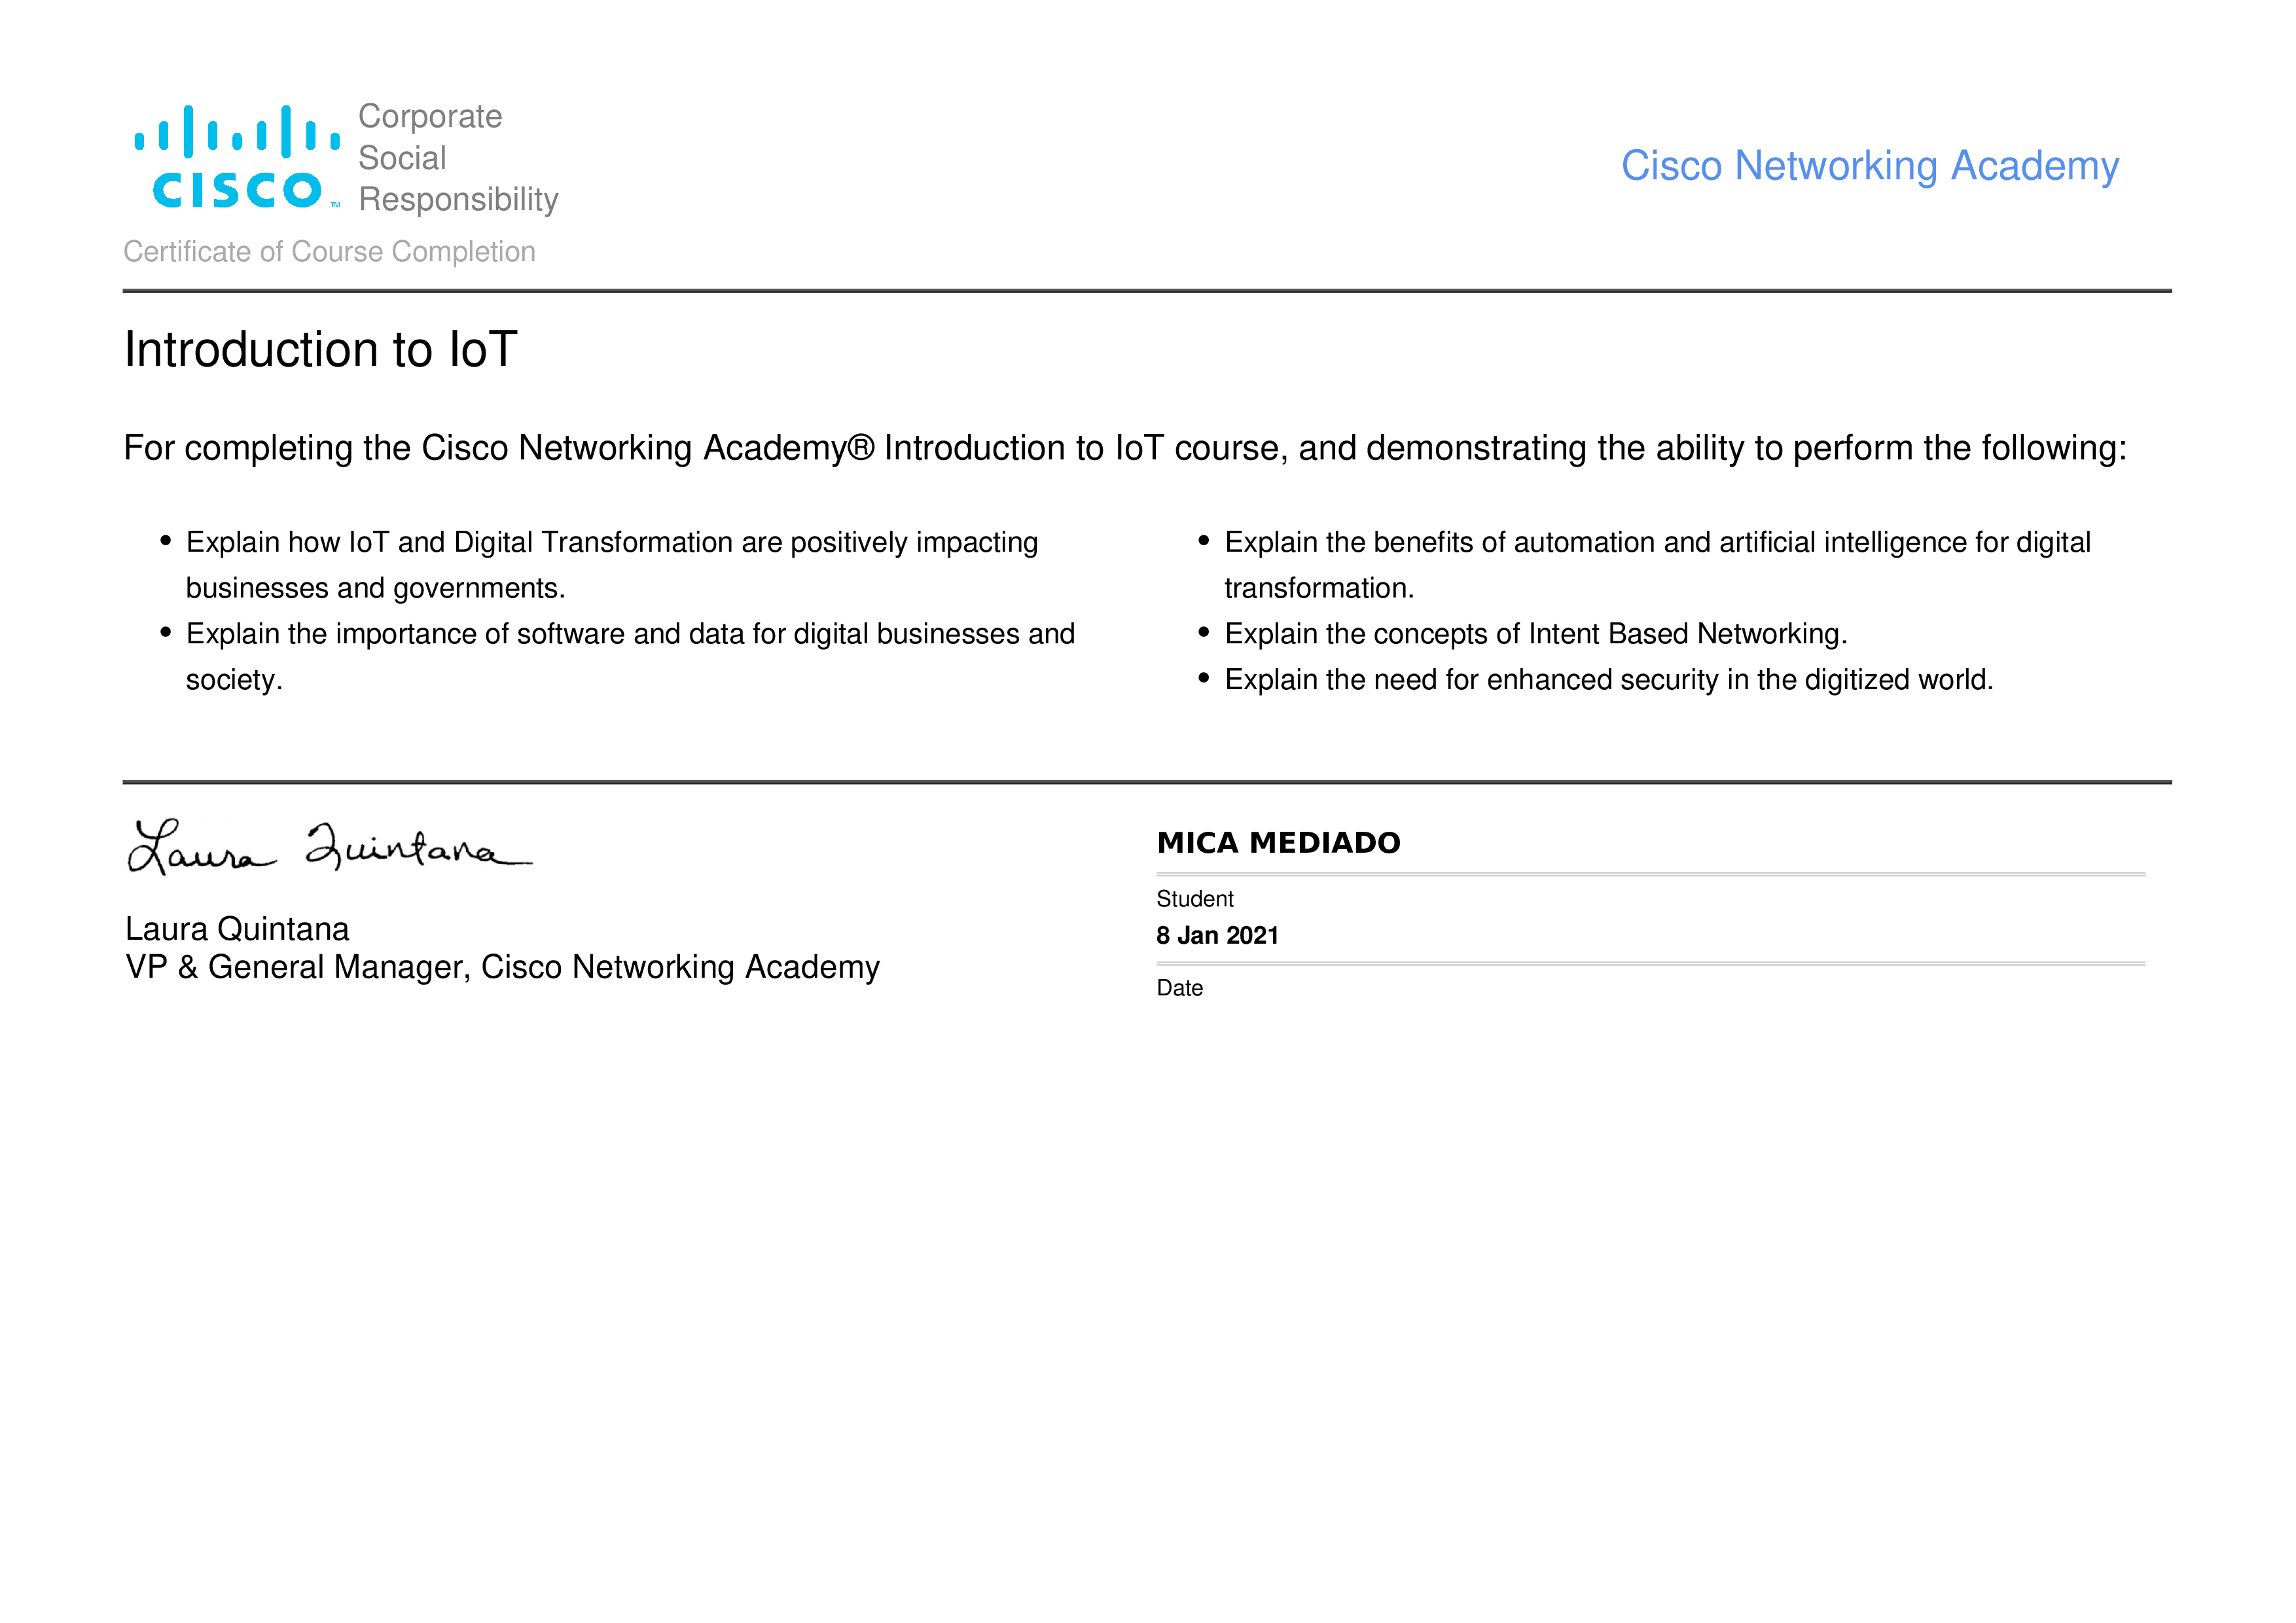 Corporate
Social
Responsibility
CISCO TM
Cisco Networking Academy
Certificate of Course Completion
Introduction to IoT
For completing the Cisco Networking Academy® Introduction to IoT course, and demonstrating the ability to perform the following:
• Explain how IoT and Digital Transformation are positively impacting
businesses and governments.
• Explain the importance of software and data for digital businesses and
society.
• Explain the benefits of automation and artificial intelligence for digital
transformation.
• Explain the concepts of Intent Based Networking.
• Explain the need for enhanced security in the digitized world.
Laura Quintana
Laura Quintana
VP & General Manager, Cisco Networking Academy
MICA MEDIADO
Student
8 Jan 2021
Date